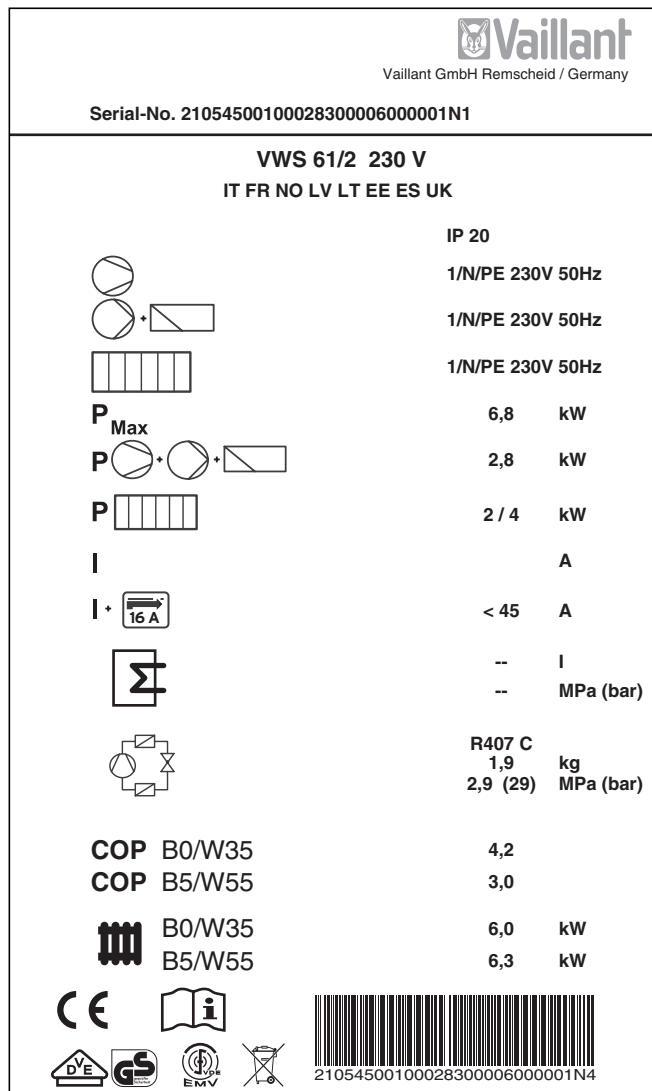 Vaillant
Vaillant GmbH Remscheid / Germany
Serial-No. 21054500100028300006000001N1
VWS 61/2 230 V
IT FR NO LV LT EE ES UK
IP 20
1/N/PE 230V 50Hz
+ 1/N/PE 230V 50Hz
1/N/PE 230V 50Hz
P Max 6,8 kW
P + + 2,8 kW
P 2 / 4 kW
I A
I + 16 A < 45 A
Σ -- l
-- MPa (bar)
R407 C
1,9 kg
2,9 (29) MPa (bar)
COP B0/W35 4,2
COP B5/W55 3,0
B0/W35 6,0 kW
B5/W55 6,3 kW
CE i
DVE GS VDE
EMV
21054500100028300006000001N4